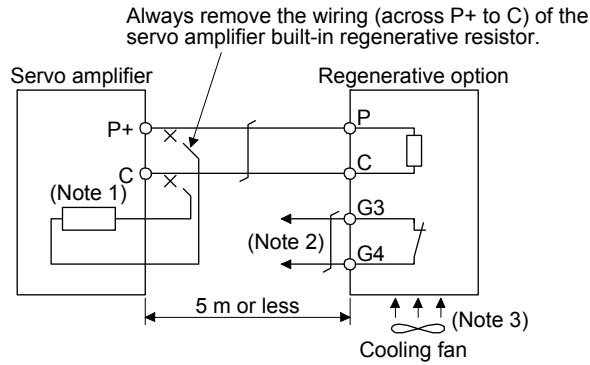 Always remove the wiring (across P+ to C) of the
servo amplifier built-in regenerative resistor.
Servo amplifier
Regenerative option
P+
P
C
C
(Note 1)
G3
(Note 2)
G4
5 m or less
(Note 3)
Cooling fan